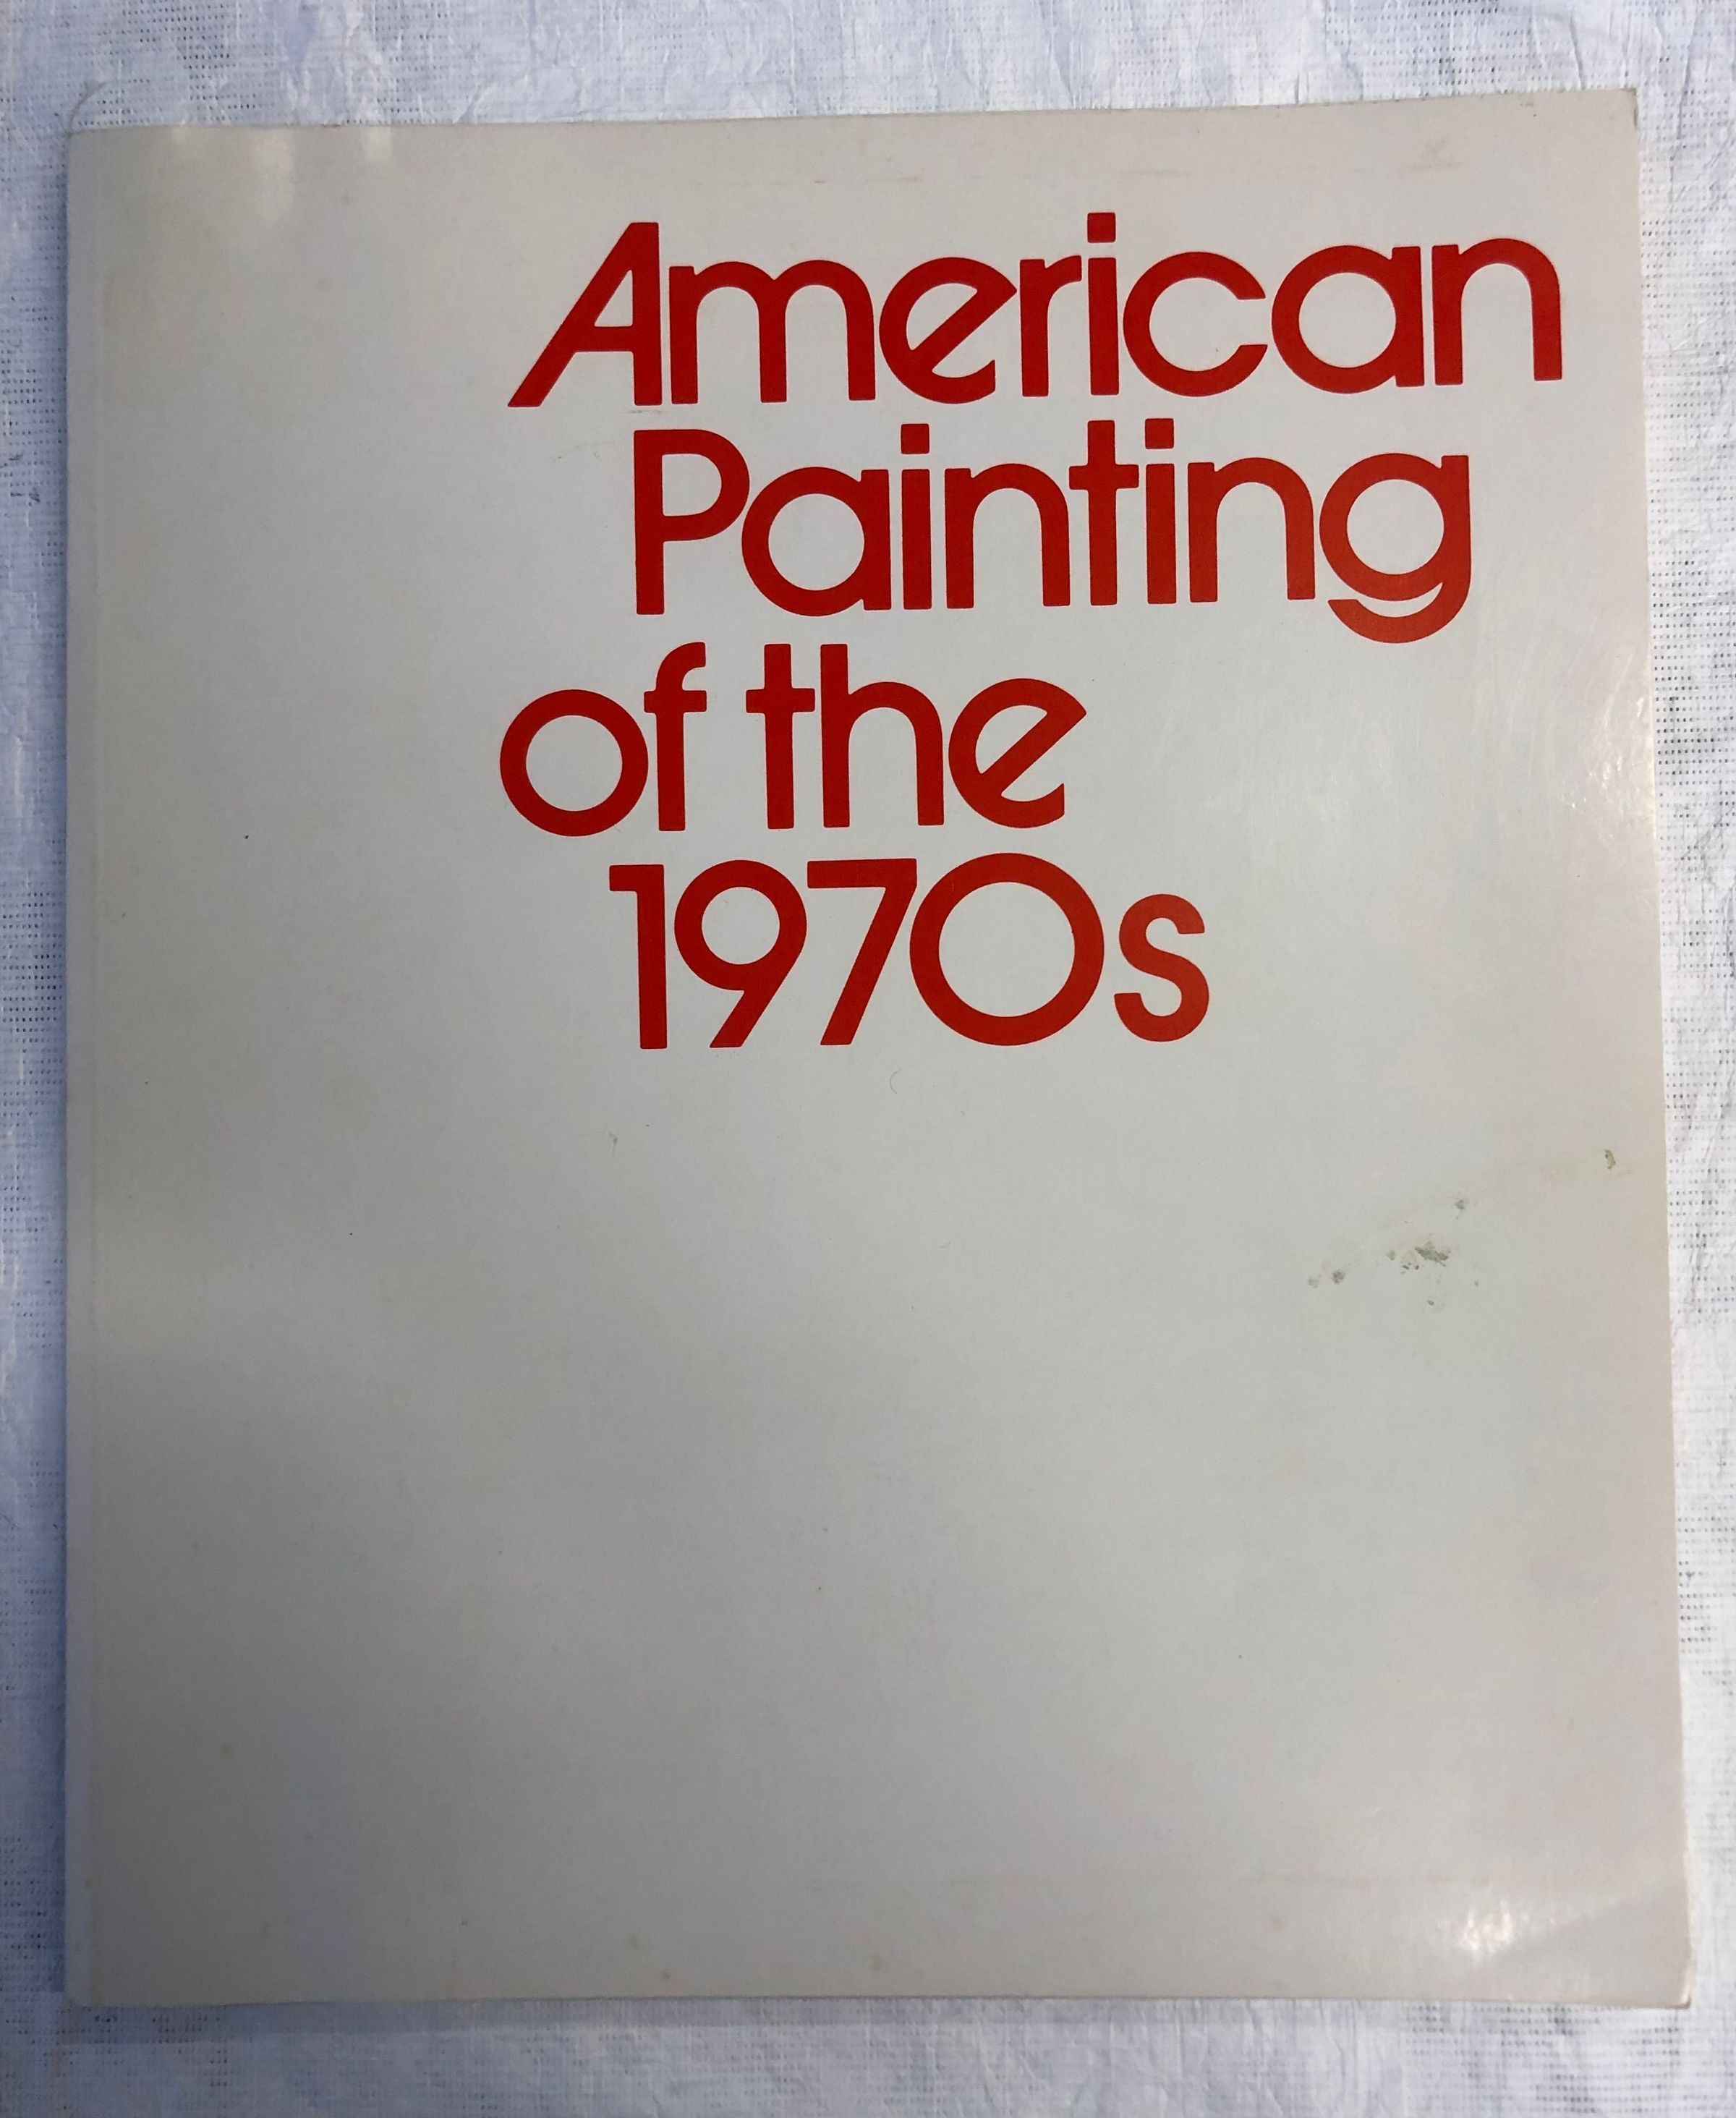 American
Painting
of the
1970s